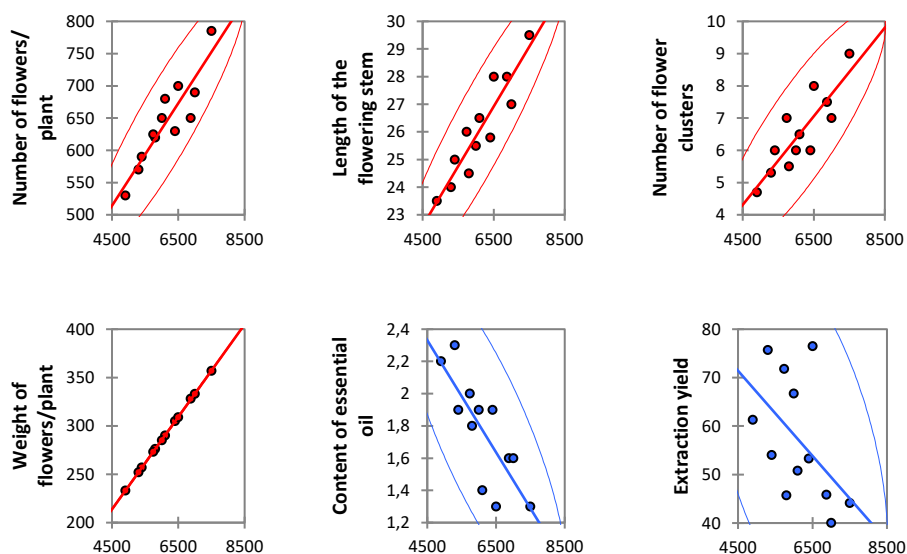 Number of flowers/
plant
800
750
700
650
600
550
500
4500 6500 8500
Length of the
flowering stem
30
29
28
27
26
25
24
23
4500 6500 8500
Number of flower
clusters
10
9
8
7
6
5
4
4500 6500 8500
Weight of
flowers/plant
400
350
300
250
200
4500 6500 8500
Content of essential
oil
2,4
2,2
2,0
1,8
1,6
1,4
1,2
4500 6500 8500
Extraction yield
80
70
60
50
40
4500 6500 8500